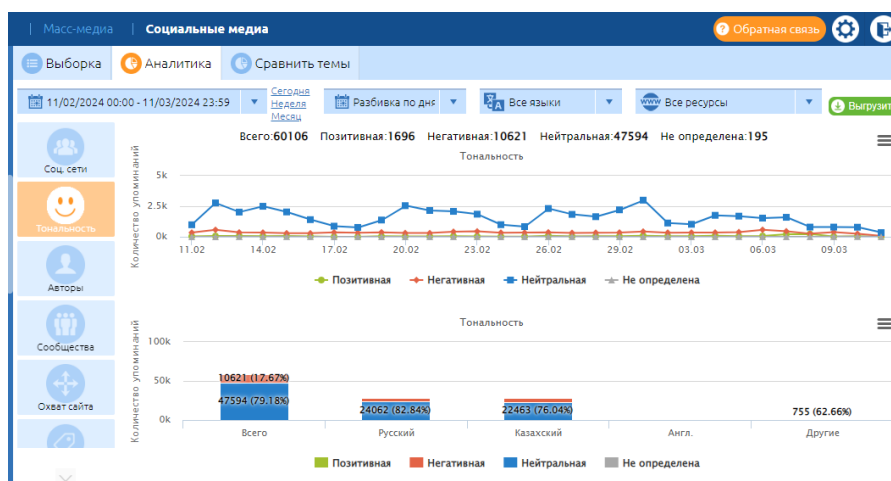 Масс-медиа | Социальные медиа
Обратная связь
Выборка Аналитика Сравнить темы
11/02/2024 00:00 - 11/03/2024 23:59
Сегодня
Неделя
Месяц
Разбивка по дня
Все языки
www Все ресурсы
Выгрузит
Соц. сети
Тональность
Авторы
Сообщества
Охват сайта
Всего:60106 Позитивная:1696 Негативная:10621 Нейтральная:47594 Не определена:195
Тональность
Количество упоминаний
5k
2.5k
0k
11.02 14.02 17.02 20.02 23.02 26.02 29.02 03.03 06.03 09.03
Позитивная Негативная Нейтральная Не определена
Тональность
Количество упоминаний
100k
50k
0k
10621 (17.67%)
47594 (79.18%)
24062 (82.84%)
22463 (76.04%)
755 (62.66%)
Всего Русский Казахский Англ. Другие
Позитивная Негативная Нейтральная Не определена